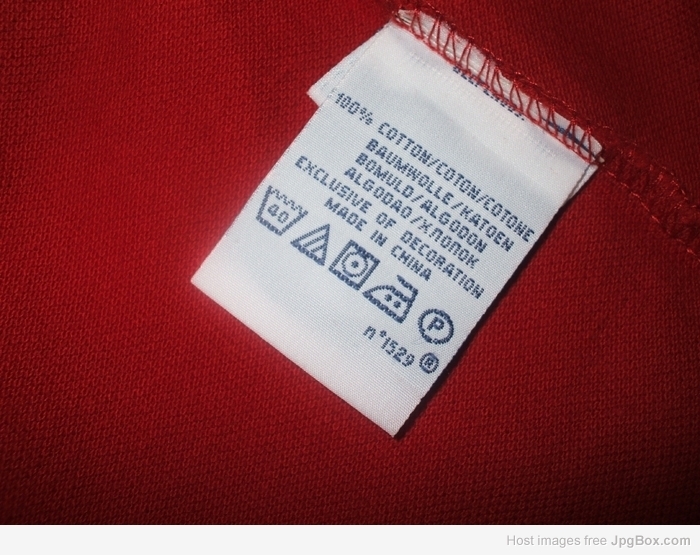 100% COTTON/COTON/COTONE
BAUMWOLLE/KATOEN
BOMULD/ALGODON
ALGODAO/ХЛОПОК
EXCLUSIVE OF DECORATION
MADE IN CHINA
40
P
n°1529 ®
Host images free JpgBox.com